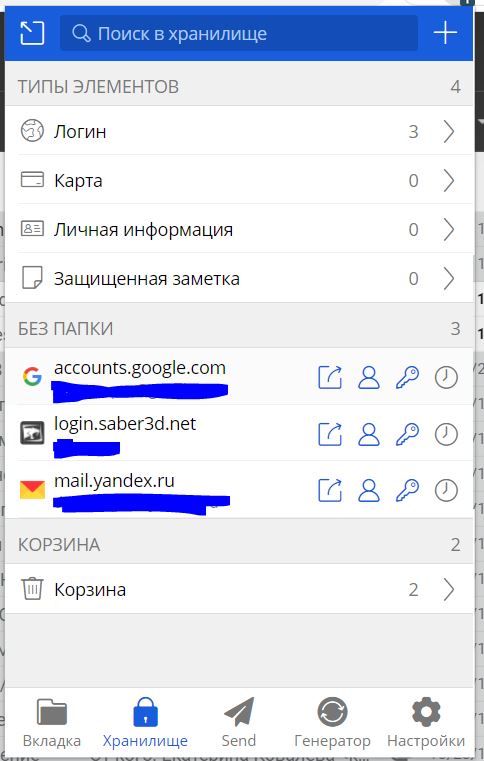 Поиск в хранилище
ТИПЫ ЭЛЕМЕНТОВ 4
Логин 3
Карта 0
Личная информация 0
Защищенная заметка 0
БЕЗ ПАПКИ 3
accounts.google.com
login.saber3d.net
mail.yandex.ru
КОРЗИНА 2
Корзина 2
Вкладка Хранилище Send Генератор Настройки